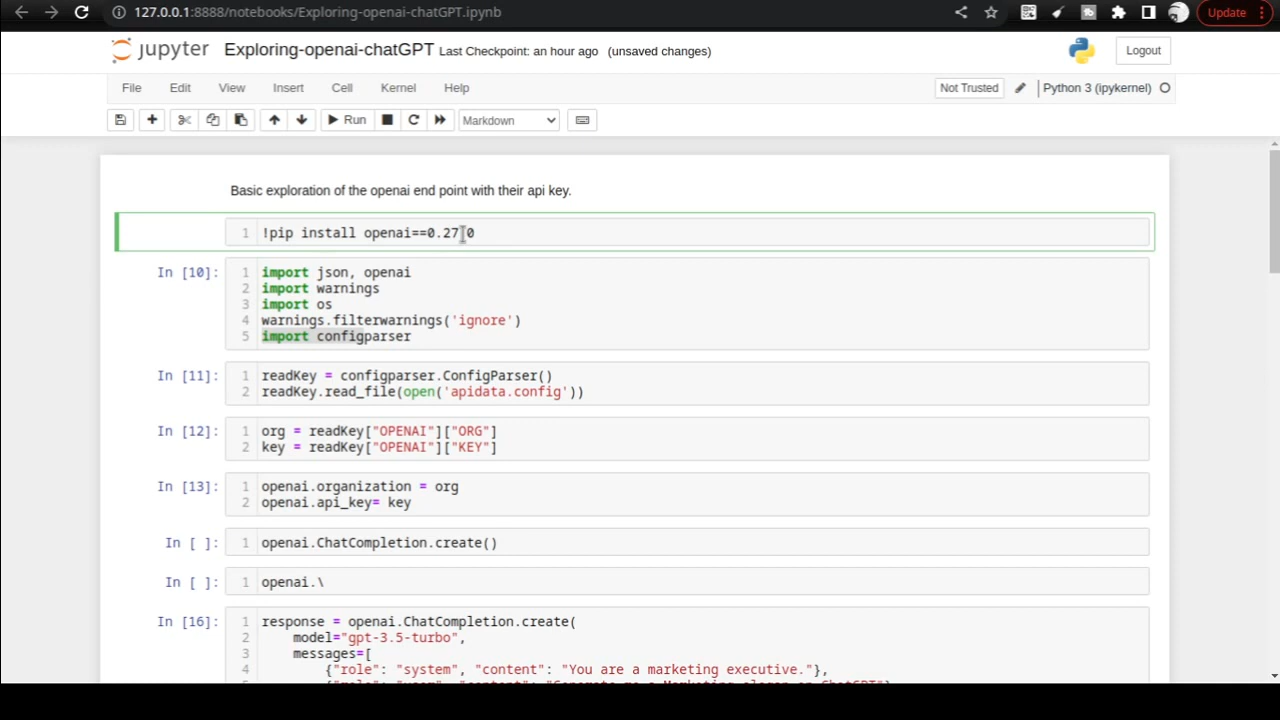 127.0.0.1:8888/notebooks/Exploring-openai-chatGPT.ipynb
Update
jupyter Exploring-openai-chatGPT Last Checkpoint: an hour ago (unsaved changes)
Logout
File Edit View Insert Cell Kernel Help
Not Trusted Python 3 (ipykernel)
Run Markdown
Basic exploration of the openai end point with their api key.
1 !pip install openai==0.27.0
In [10]: 1 import json, openai
2 import warnings
3 import os
4 warnings.filterwarnings('ignore')
5 import configparser
In [11]: 1 readKey = configparser.ConfigParser()
2 readKey.read_file(open('apidata.config'))
In [12]: 1 org = readKey["OPENAI"]["ORG"]
2 key = readKey["OPENAI"]["KEY"]
In [13]: 1 openai.organization = org
2 openai.api_key= key
In [ ]: 1 openai.ChatCompletion.create()
In [ ]: 1 openai.\
In [16]: 1 response = openai.ChatCompletion.create(
2 model="gpt-3.5-turbo",
3 messages=[
4 {"role": "system", "content": "You are a marketing executive."},